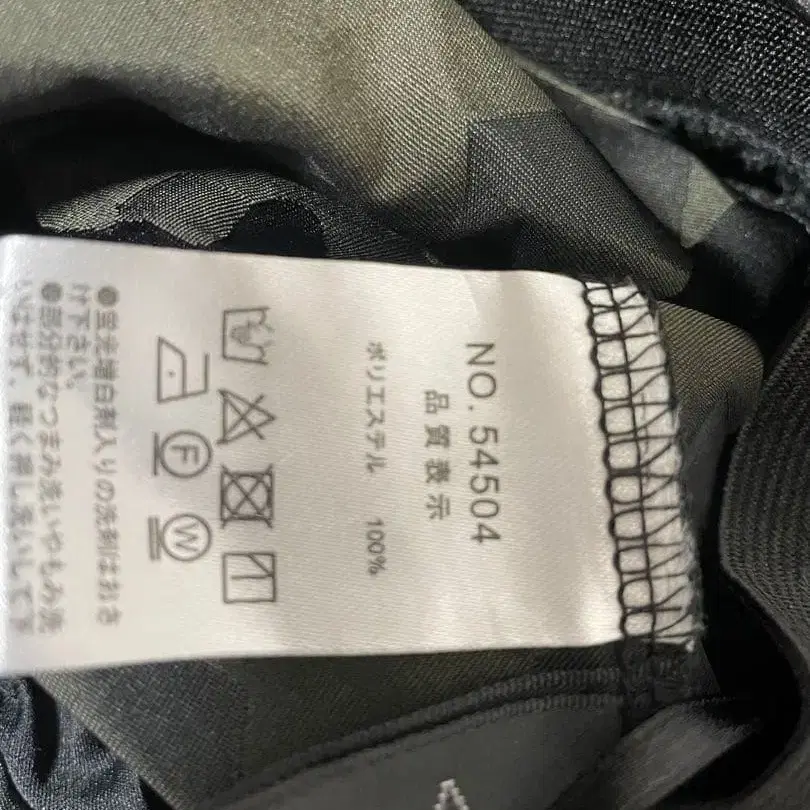 NO. 54504
品質表示
ポリエステル 100%
F W
●蛍光増白剤入りの洗剤はおさ
け下さい。
●部分的なつまみ洗いやもみ洗
いはせず、軽く押し洗いして下